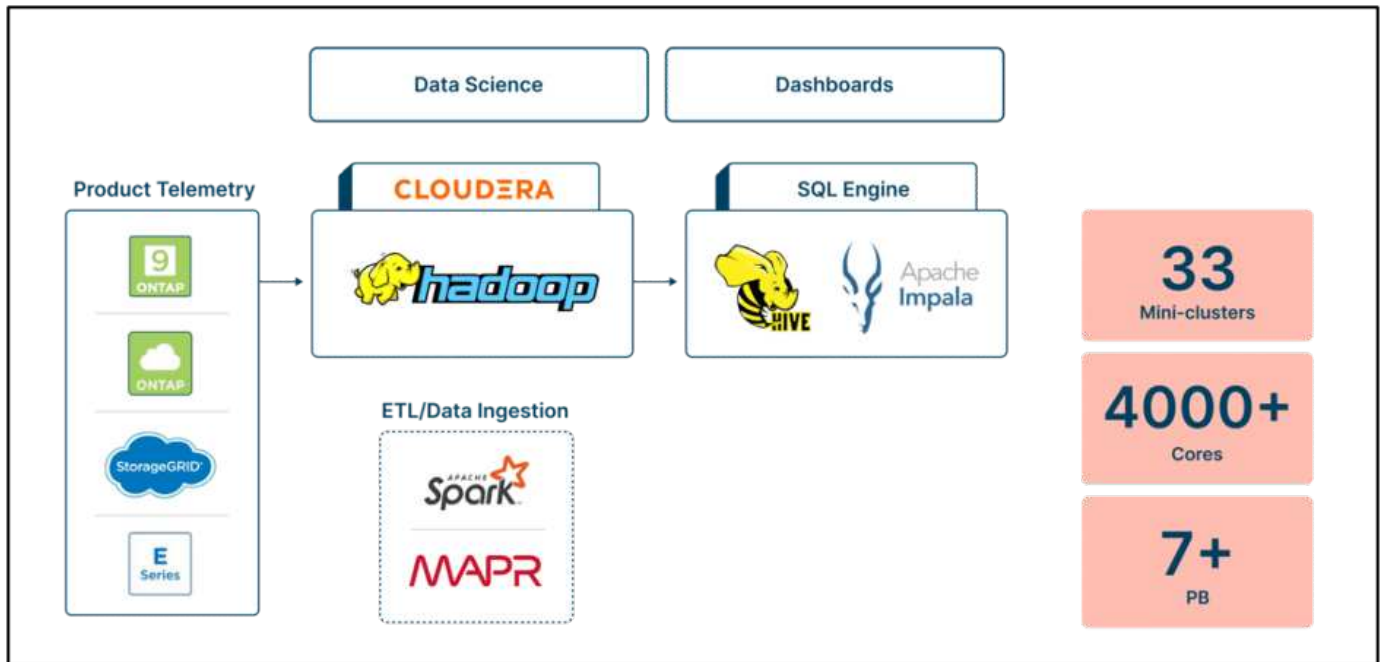 Data Science
Dashboards
Product Telemetry
CLOUDERA
SQL Engine
9
ONTAP
hadoop
HIVE
Apache
Impala
33
Mini-clusters
ONTAP
ETL/Data Ingestion
4000+
Cores
StorageGRID
APACHE
Spark
E
Series
MAPR
7+
PB